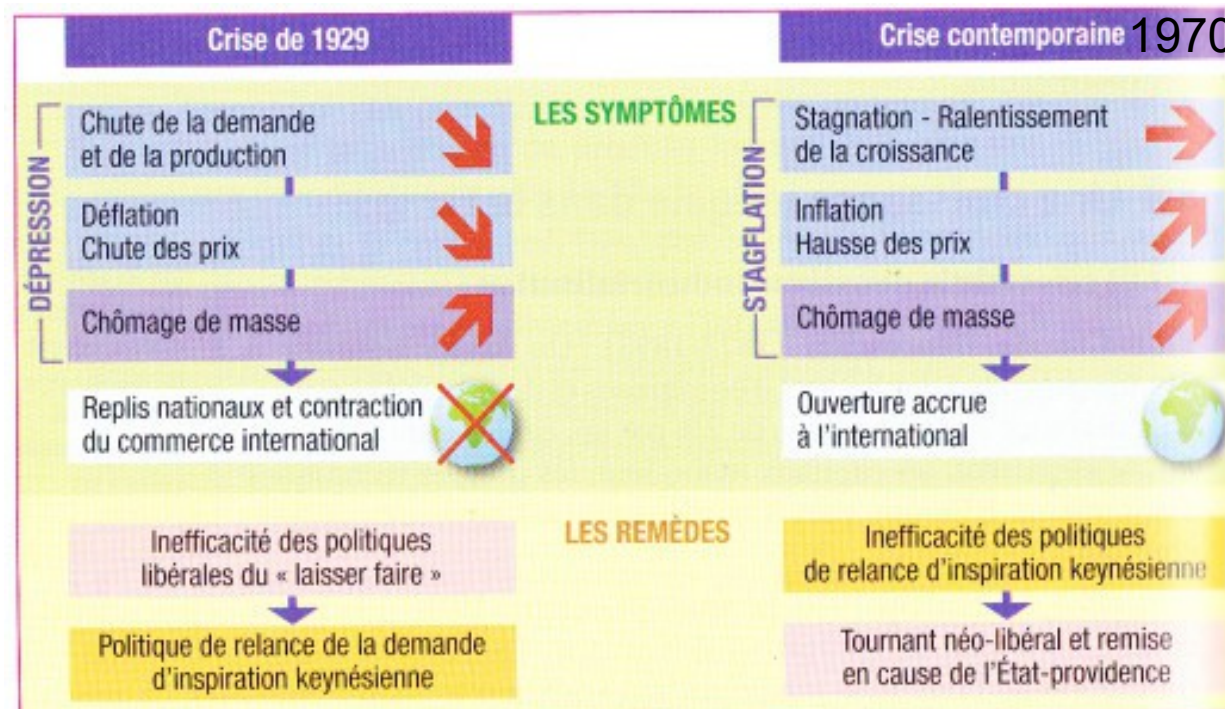 Crise de 1929
Crise contemporaine 1970
LES SYMPTÔMES
DÉPRESSION
Chute de la demande
et de la production
Déflation
Chute des prix
Chômage de masse
Replis nationaux et contraction
du commerce international
STAGFLATION
Stagnation - Ralentissement
de la croissance
Inflation
Hausse des prix
Chômage de masse
Ouverture accrue
à l'international
LES REMÈDES
Inefficacité des politiques
libérales du « laisser faire »
Politique de relance de la demande
d'inspiration keynésienne
Inefficacité des politiques
de relance d'inspiration keynésienne
Tournant néo-libéral et remise
en cause de l'État-providence